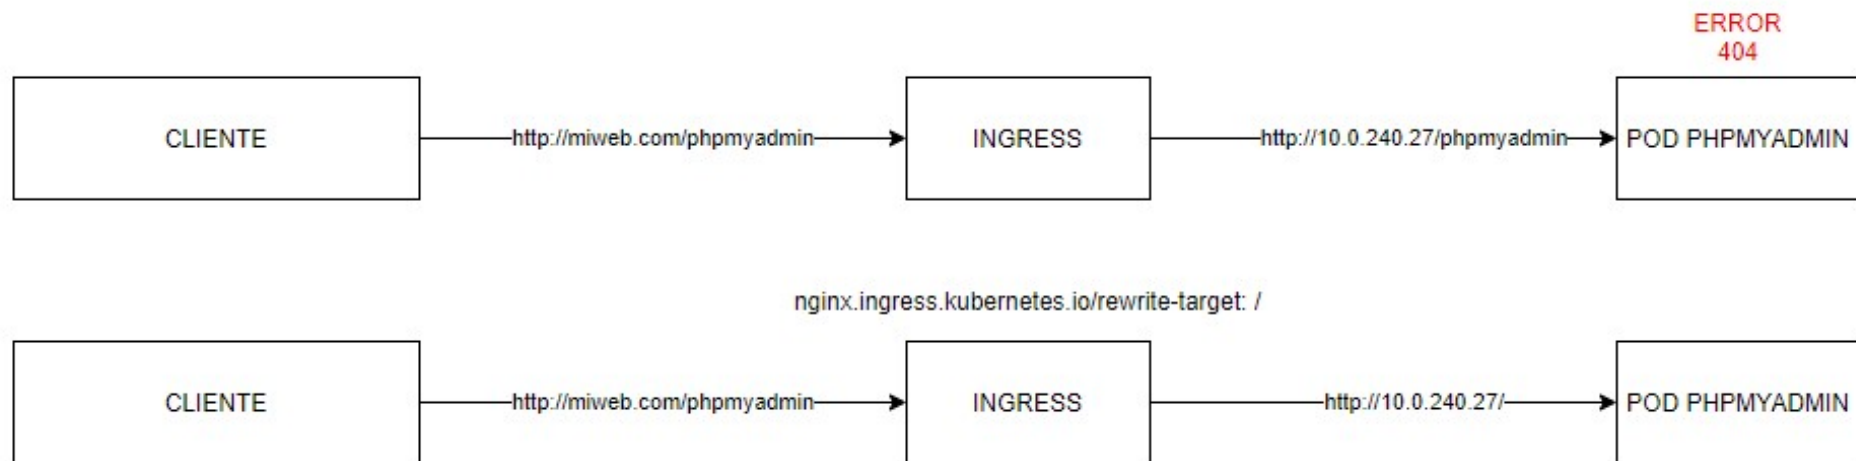 ERROR
404
CLIENTE
http://miweb.com/phpmyadmin
INGRESS
http://10.0.240.27/phpmyadmin
POD PHPMYADMIN
nginx.ingress.kubernetes.io/rewrite-target: /
CLIENTE
http://miweb.com/phpmyadmin
INGRESS
http://10.0.240.27/
POD PHPMYADMIN